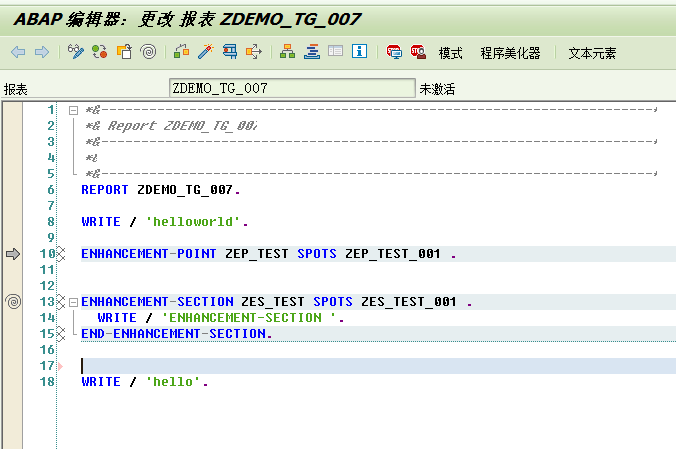 ABAP 编辑器：更改 报表 ZDEMO_TG_007
模式 程序美化器 文本元素
报表 ZDEMO_TG_007 未激活
1 *&---------------------------------------------------------------------*
2 *& Report ZDEMO_TG_007
3 *&---------------------------------------------------------------------*
4 *&
5 *&---------------------------------------------------------------------*
6 REPORT ZDEMO_TG_007.
7
8 WRITE / 'helloworld'.
9
10 ENHANCEMENT-POINT ZEP_TEST SPOTS ZEP_TEST_001 .
11
12
13 ENHANCEMENT-SECTION ZES_TEST SPOTS ZES_TEST_001 .
14 WRITE / 'ENHANCEMENT-SECTION '.
15 END-ENHANCEMENT-SECTION.
16
17
18 WRITE / 'hello'.